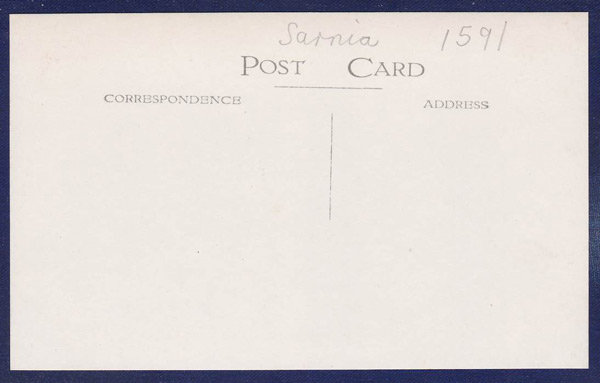 Sarnia 1591
POST CARD
CORRESPONDENCE ADDRESS